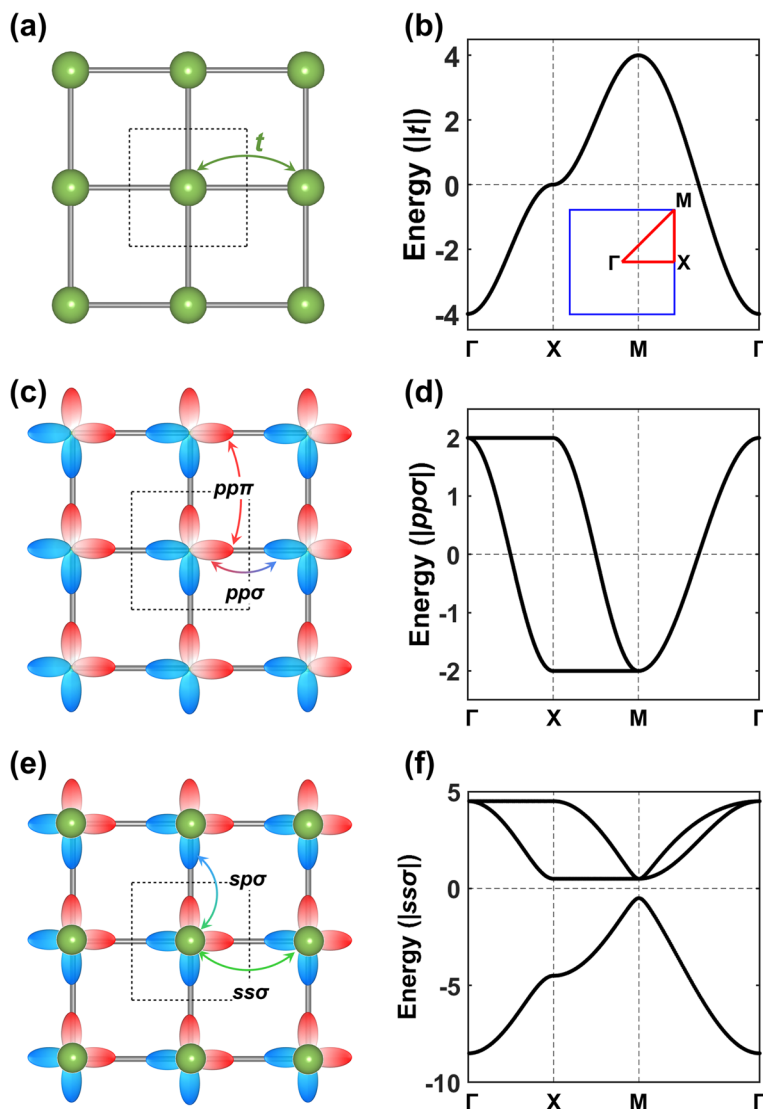 (a)
t
(b)
Energy (|t|)
4
2
0
-2
-4
M
Γ
X
Γ X M Γ
(c)
ppπ
ppσ
(d)
Energy (|ppσ|)
2
1
0
-1
-2
Γ X M Γ
(e)
spσ
ssσ
(f)
Energy (|ssσ|)
5
0
-5
-10
Γ X M Γ